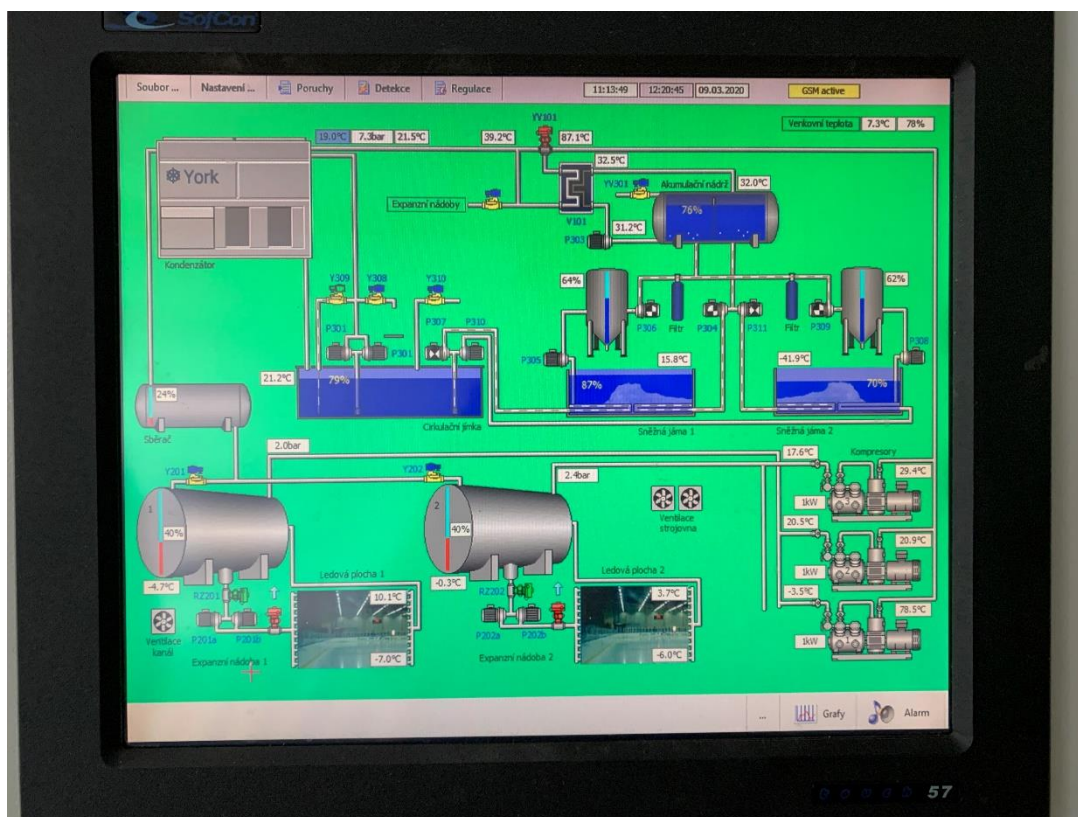 SofCon
Soubor ... Nastavení ... Poruchy Detekce Regulace 11:13:49 12:20:45 09.03.2020 GSM active
Venkovní teplota 7.3°C 78%
19.0°C 7.3bar 21.5°C 39.2°C YV101 87.1°C
York
32.5°C
YV301 Akumulační nádrž 32.0°C
Expanzní nádoby V101 76%
P303 31.2°C
Kondenzátor
Y309 Y308 Y310 64% 62%
P301 P307 P310 P306 Filtr P304 P311 Filtr P309
P301 P305 15.8°C -41.9°C P308
21.2°C 79% 87% 70%
24%
Cirkulační jímka Sněžná jáma 1 Sněžná jáma 2
Sběrač
2.0bar 17.6°C Kompresory
Y201 Y202 2.4bar 29.4°C
1 2 1kW 3
40% 40% Ventilace strojovna 20.5°C 20.9°C
1kW 2
-4.7°C Ledová plocha 1 -0.3°C Ledová plocha 2
RZ201 10.1°C RZ202 3.7°C -3.5°C 78.5°C
Ventilace kanál P201a P201b P202a P202b 1kW 1
-7.0°C -6.0°C
Expanzní nádoba 1 Expanzní nádoba 2
... Grafy Alarm
57